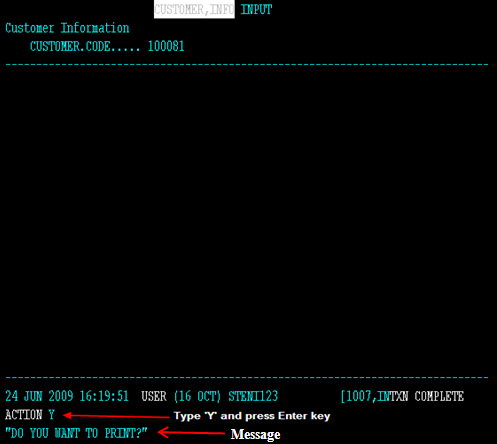 CUSTOMER,INFO INPUT
Customer Information
CUSTOMER.CODE..... 100081
24 JUN 2009 16:19:51 USER (16 OCT) STENI123 [1007,INTXN COMPLETE
ACTION Y Type 'Y' and press Enter key
"DO YOU WANT TO PRINT?" Message